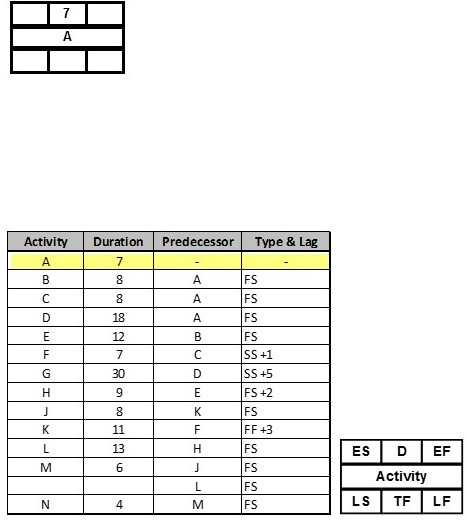 7
A
Activity Duration Predecessor Type & Lag
A 7 - -
B 8 A FS
C 8 A FS
D 18 A FS
E 12 B FS
F 7 C SS +1
G 30 D SS +5
H 9 E FS +2
J 8 K FS
K 11 F FF +3
L 13 H FS
M 6 J FS
L FS
N 4 M FS
ES D EF
Activity
LS TF LF